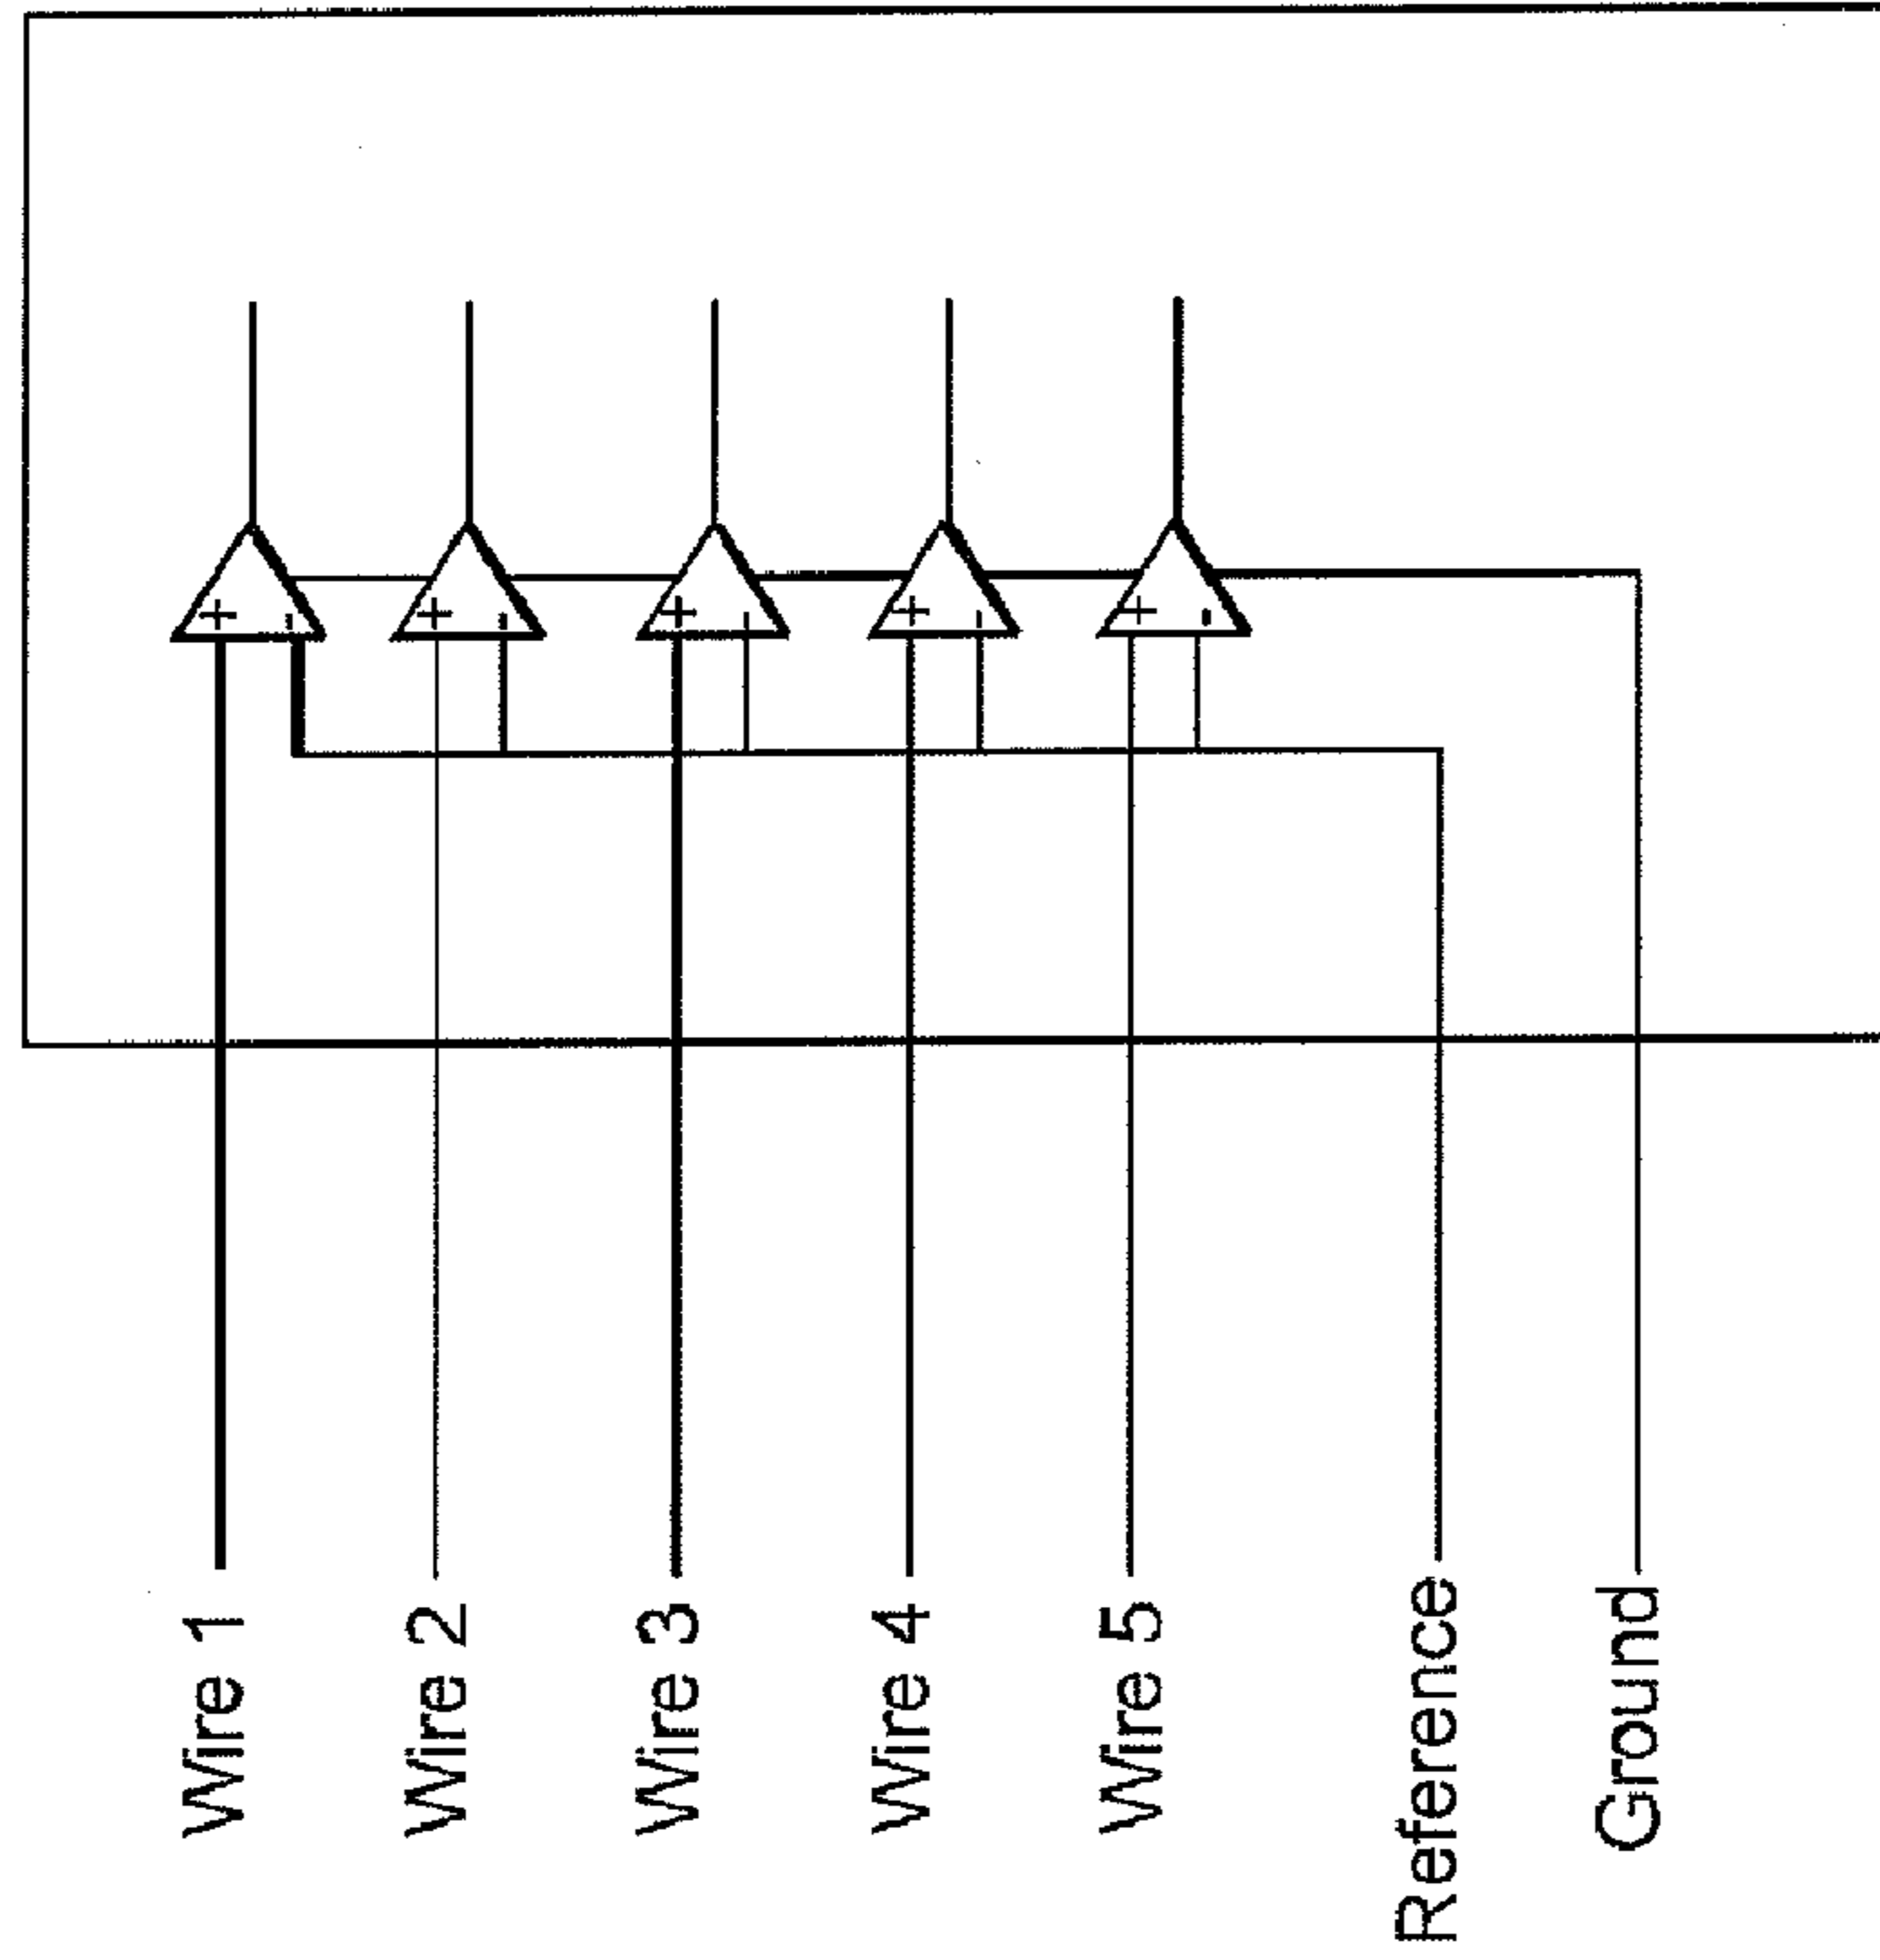 Wire 1
Wire 2
Wire 3
Wire 4
Wire 5
Reference
Ground
+
-
+
-
+
-
+
-
+
-